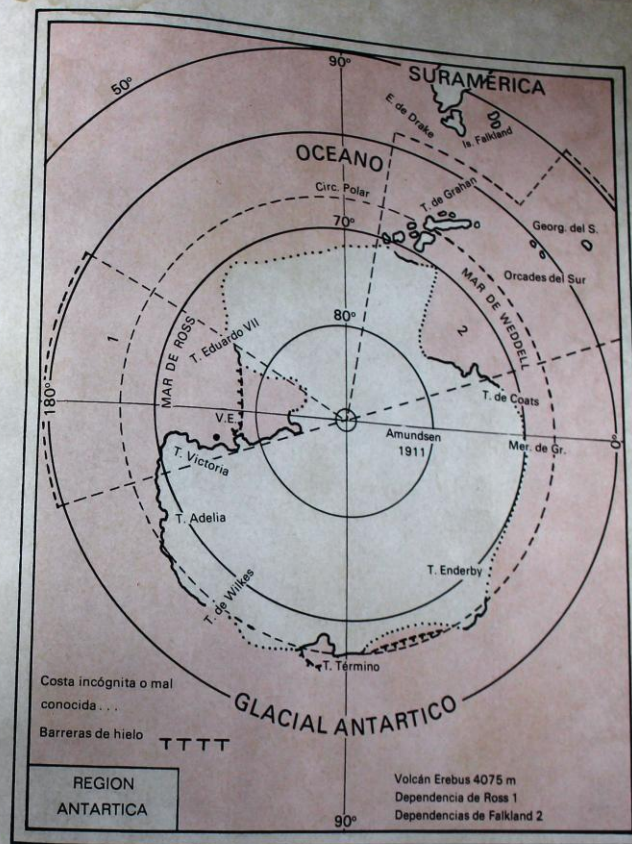 90°
50°
SURAMÉRICA
E. de Drake
Is. Falkland
OCEANO
Circ. Polar
T. de Grahan
70°
Georg. del S.
Orcades del Sur
MAR DE WEDDELL
MAR DE ROSS
T. Eduardo VII
80°
1
2
180°
V.E.
T. de Coats
Amundsen
1911
Mer. de Gr.
0°
T. Victoria
T. Adelia
T. Enderby
T. de Wilkes
T. Término
GLACIAL ANTARTICO
Costa incógnita o mal
conocida . . .
Barreras de hielo
REGION
ANTARTICA
Volcán Erebus 4075 m
Dependencia de Ross 1
Dependencias de Falkland 2
90°